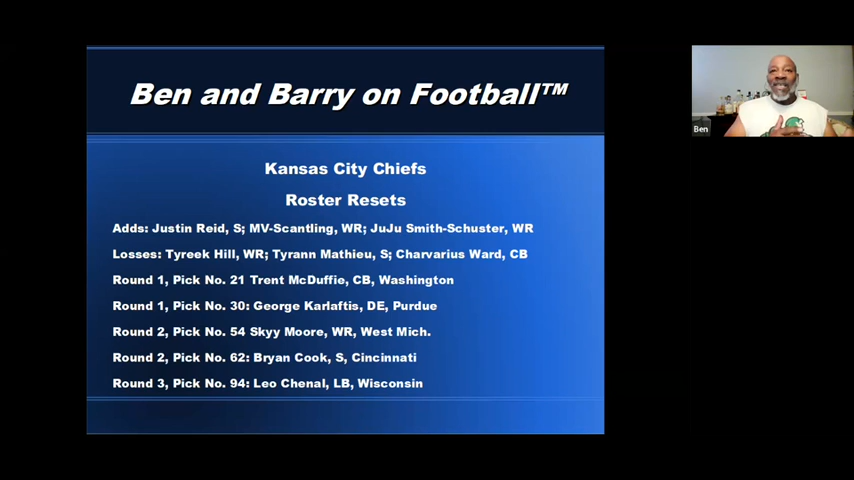 Ben and Barry on Football™
Kansas City Chiefs
Roster Resets
Adds: Justin Reid, S; MV-Scantling, WR; JuJu Smith-Schuster, WR
Losses: Tyreek Hill, WR; Tyrann Mathieu, S; Charvarius Ward, CB
Round 1, Pick No. 21 Trent McDuffie, CB, Washington
Round 1, Pick No. 30: George Karlaftis, DE, Purdue
Round 2, Pick No. 54 Skyy Moore, WR, West Mich.
Round 2, Pick No. 62: Bryan Cook, S, Cincinnati
Round 3, Pick No. 94: Leo Chenal, LB, Wisconsin
Ben